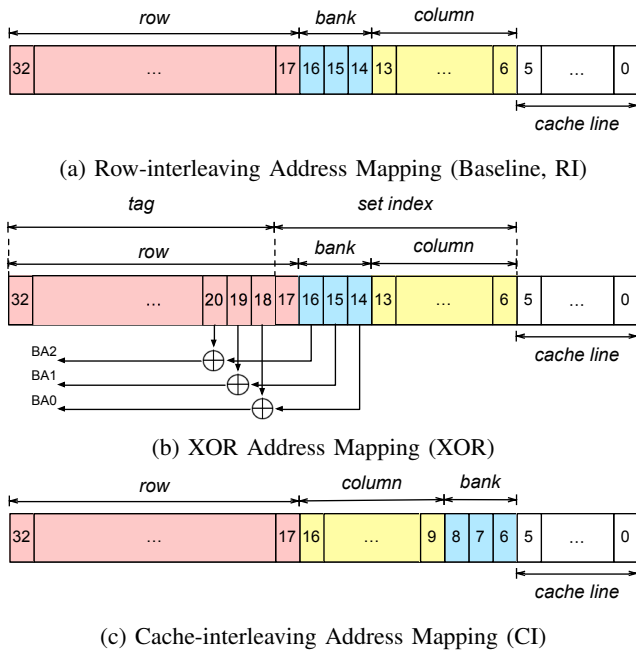 row bank column
32 ... 17 16 15 14 13 ... 6 5 ... 0
cache line
(a) Row-interleaving Address Mapping (Baseline, RI)
tag set index
row bank column
32 ... 20 19 18 17 16 15 14 13 ... 6 5 ... 0
cache line
BA2
BA1
BA0
(b) XOR Address Mapping (XOR)
row column bank
32 ... 17 16 ... 9 8 7 6 5 ... 0
cache line
(c) Cache-interleaving Address Mapping (CI)